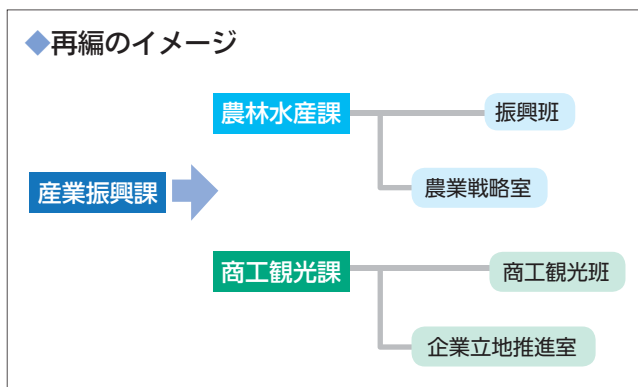 ◆再編のイメージ
農林水産課
振興班
農業戦略室
産業振興課
商工観光課
商工観光班
企業立地推進室